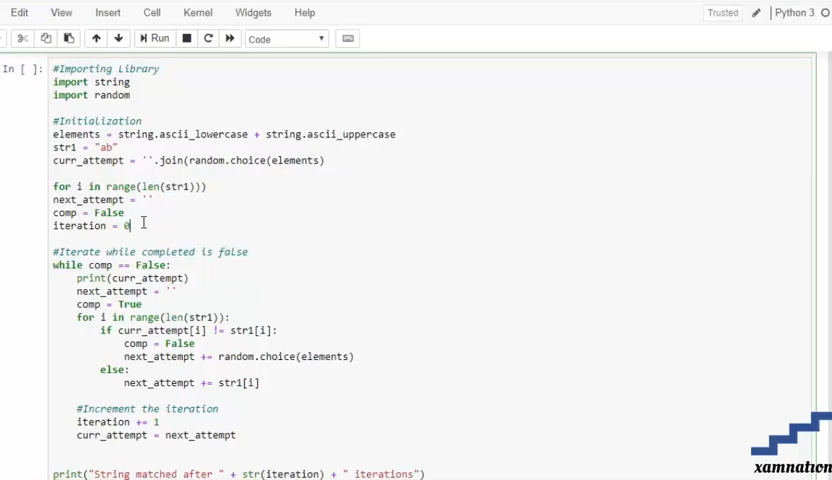 Edit View Insert Cell Kernel Widgets Help Trusted Python 3
Run Code
In [ ]: #Importing Library
import string
import random
#Initialization
elements = string.ascii_lowercase + string.ascii_uppercase
str1 = "ab"
curr_attempt = ''.join(random.choice(elements)
for i in range(len(str1)))
next_attempt = ''
comp = False
iteration = 0
#Iterate while completed is false
while comp == False:
print(curr_attempt)
next_attempt = ''
comp = True
for i in range(len(str1)):
if curr_attempt[i] != str1[i]:
comp = False
next_attempt += random.choice(elements)
else:
next_attempt += str1[i]
#Increment the iteration
iteration += 1
curr_attempt = next_attempt
print("String matched after " + str(iteration) + " iterations")
xamnation